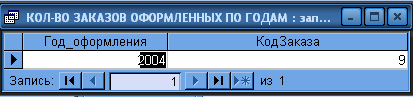 КОЛ-ВО ЗАКАЗОВ ОФОРМЛЕННЫХ ПО ГОДАМ : зап...
Год_оформления КодЗаказа
2004 9
Запись: 1 из 1